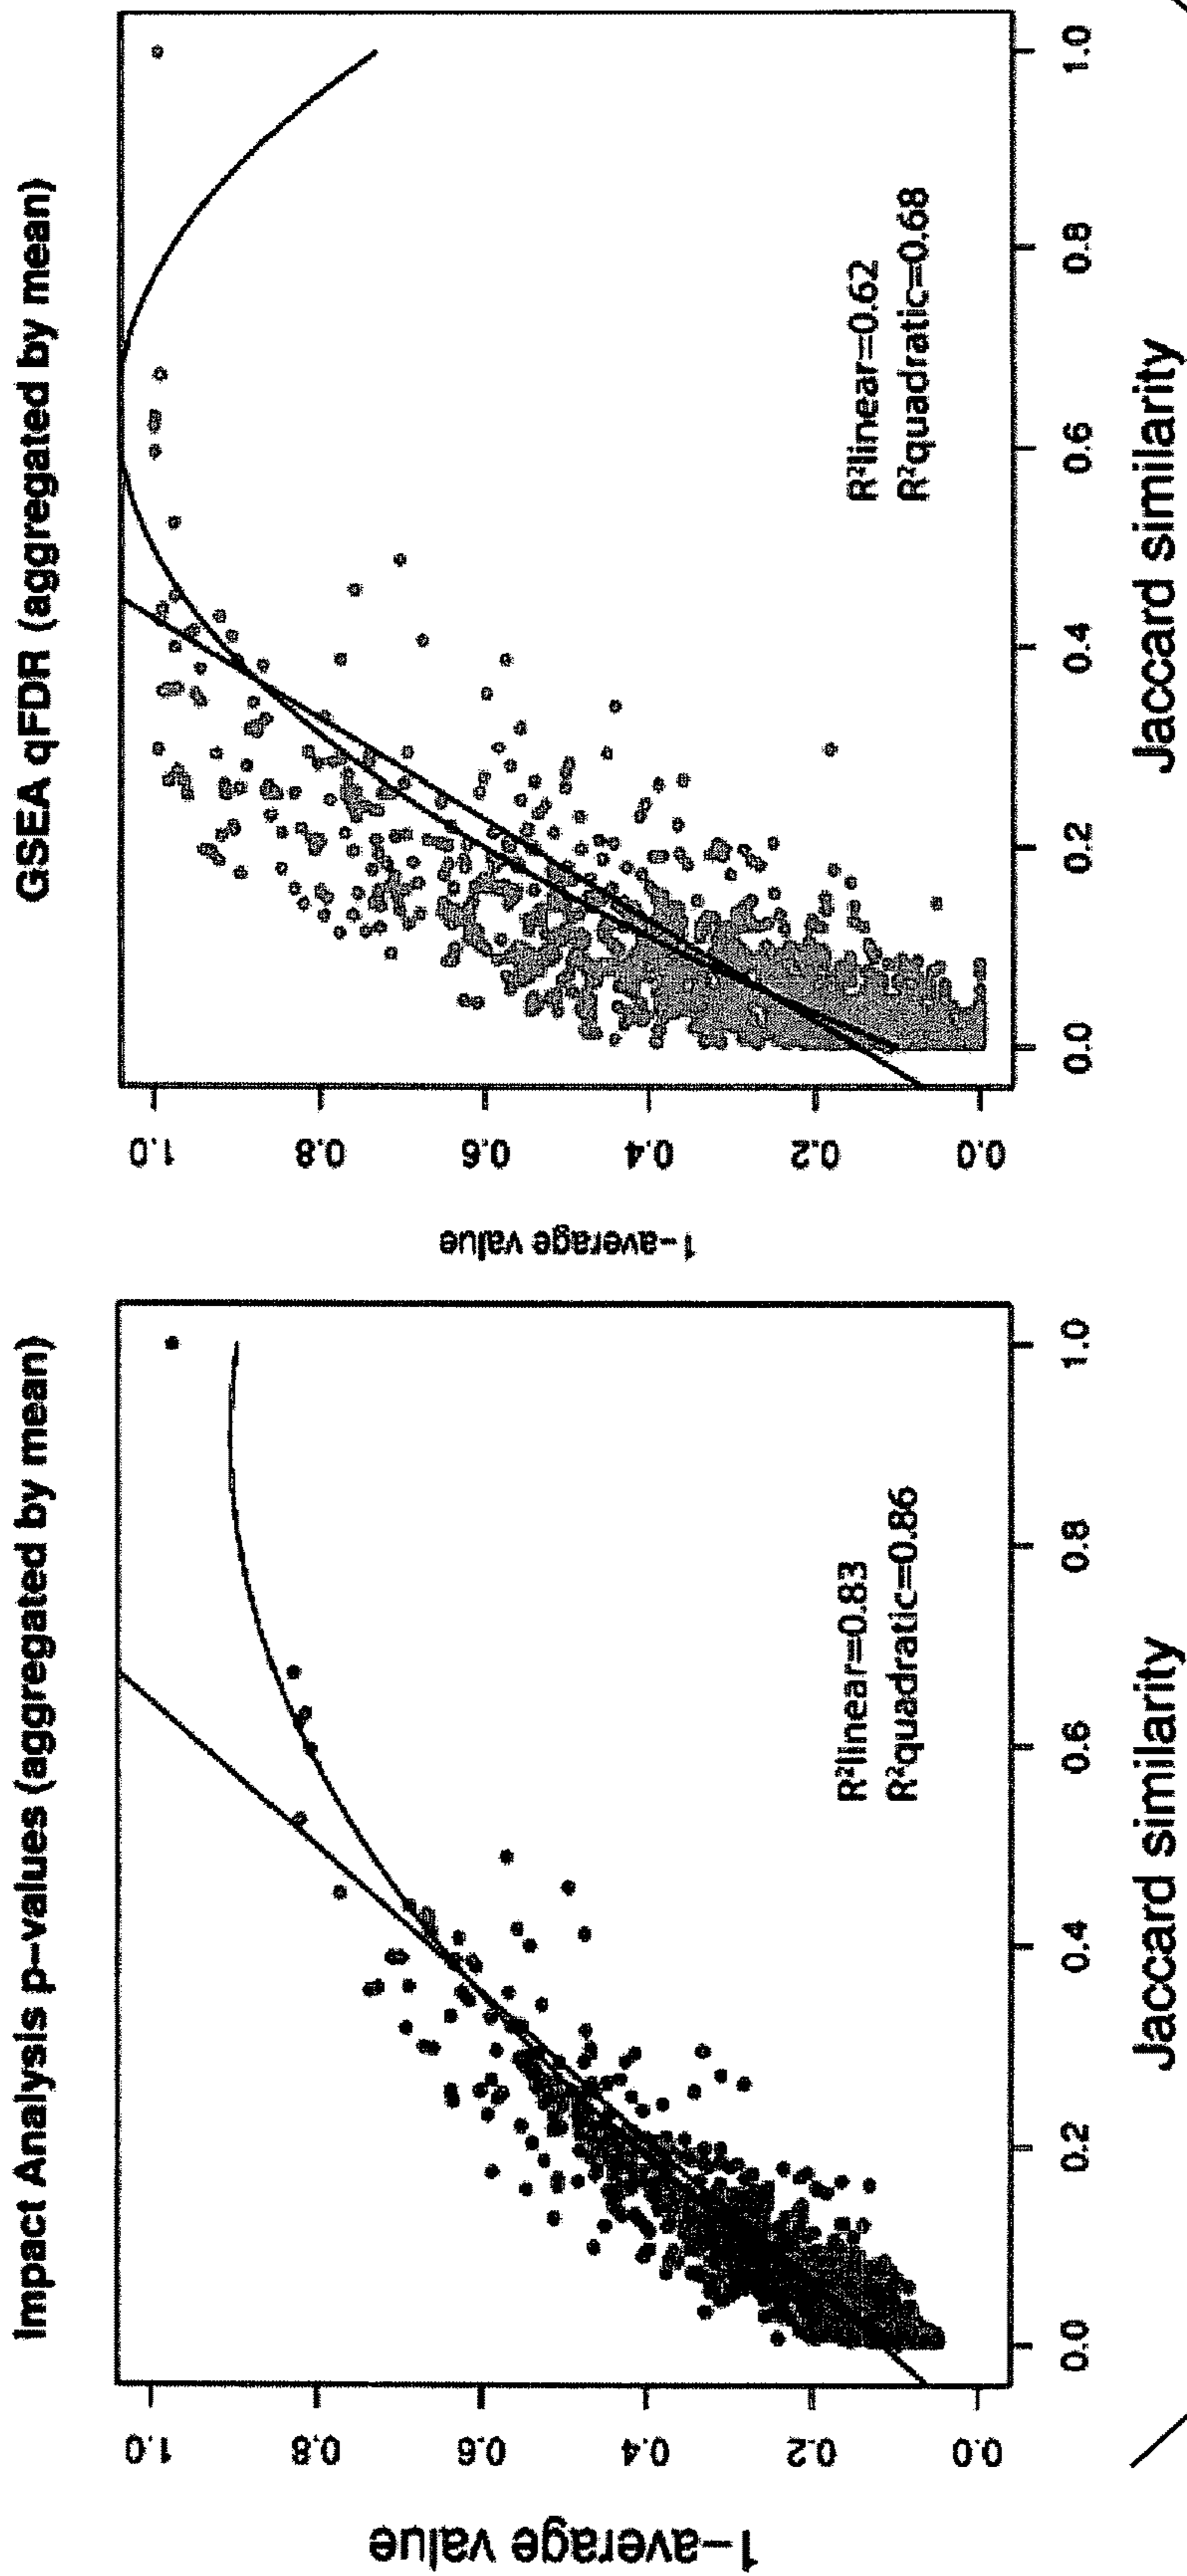 Impact Analysis p-values (aggregated by mean)
1-average value
1.0
0.8
0.6
0.4
0.2
0.0
R²linear=0.83
R²quadratic=0.86
0.0 0.2 0.4 0.6 0.8 1.0
Jaccard similarity
GSEA qFDR (aggregated by mean)
1-average value
1.0
0.8
0.6
0.4
0.2
0.0
R²linear=0.62
R²quadratic=0.68
0.0 0.2 0.4 0.6 0.8 1.0
Jaccard similarity